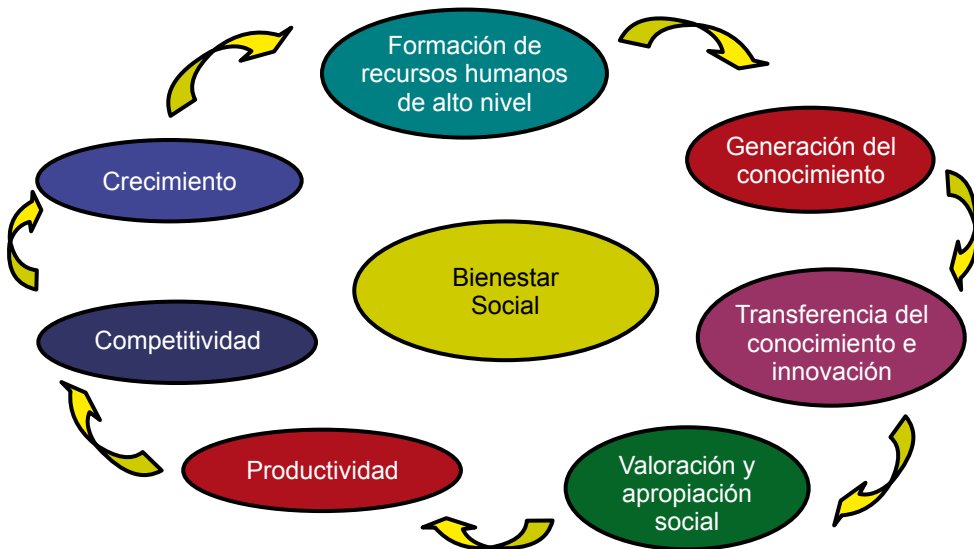 Formación de
recursos humanos
de alto nivel
Generación del
conocimiento
Transferencia del
conocimiento e
innovación
Valoración y
apropiación
social
Productividad
Competitividad
Crecimiento
Bienestar
Social